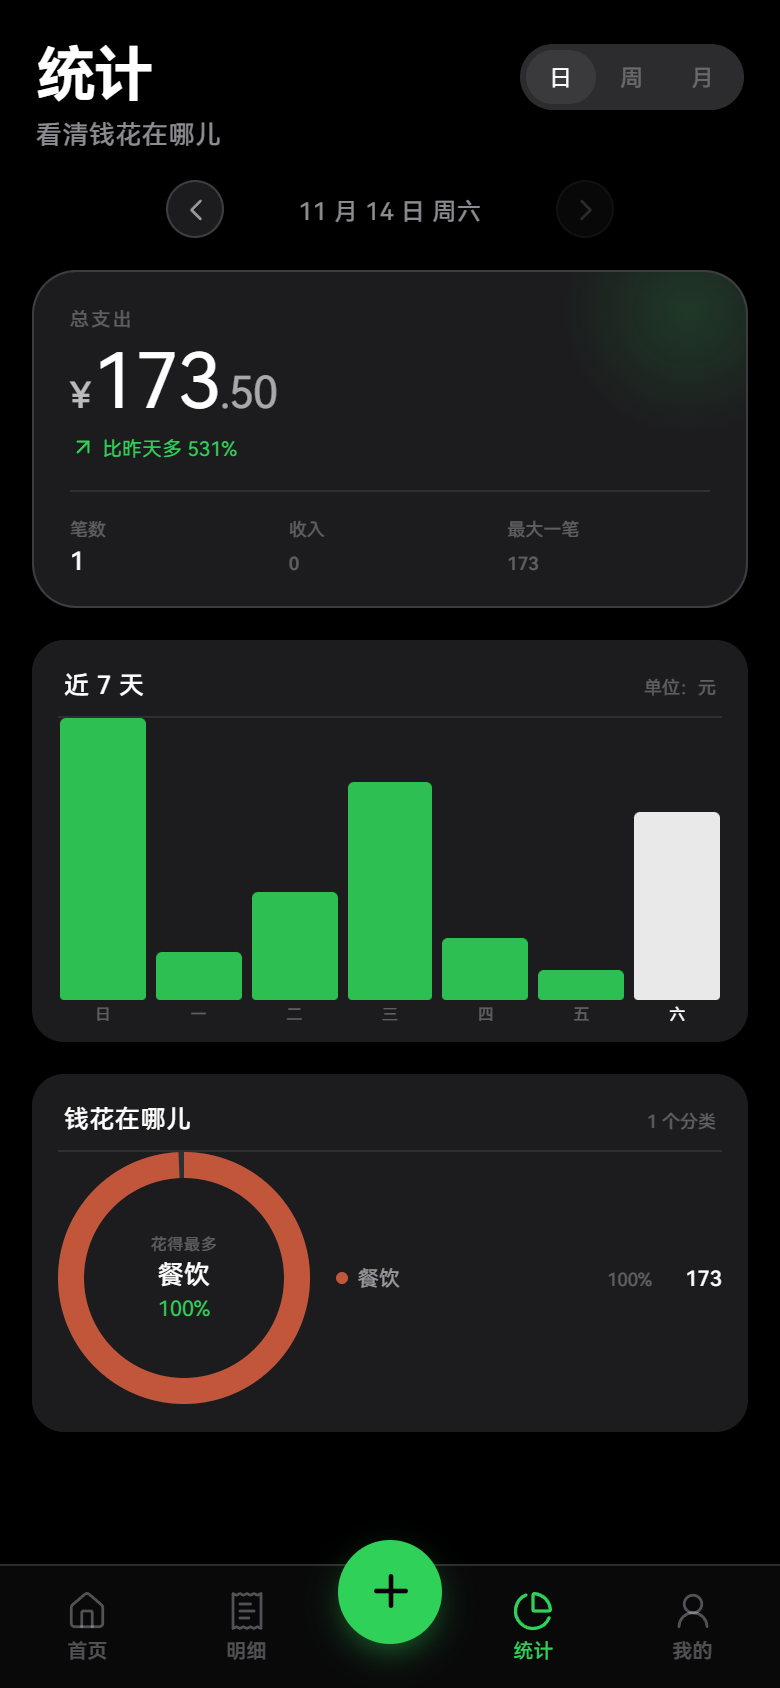 统计
日 周 月
看清钱花在哪儿
11 月 14 日 周六
总支出
¥173.50
比昨天多 531%
笔数 收入 最大一笔
1 0 173
近 7 天 单位：元
日 一 二 三 四 五 六
钱花在哪儿 1 个分类
花得最多
餐饮
100%
餐饮 100% 173
首页 明细 统计 我的